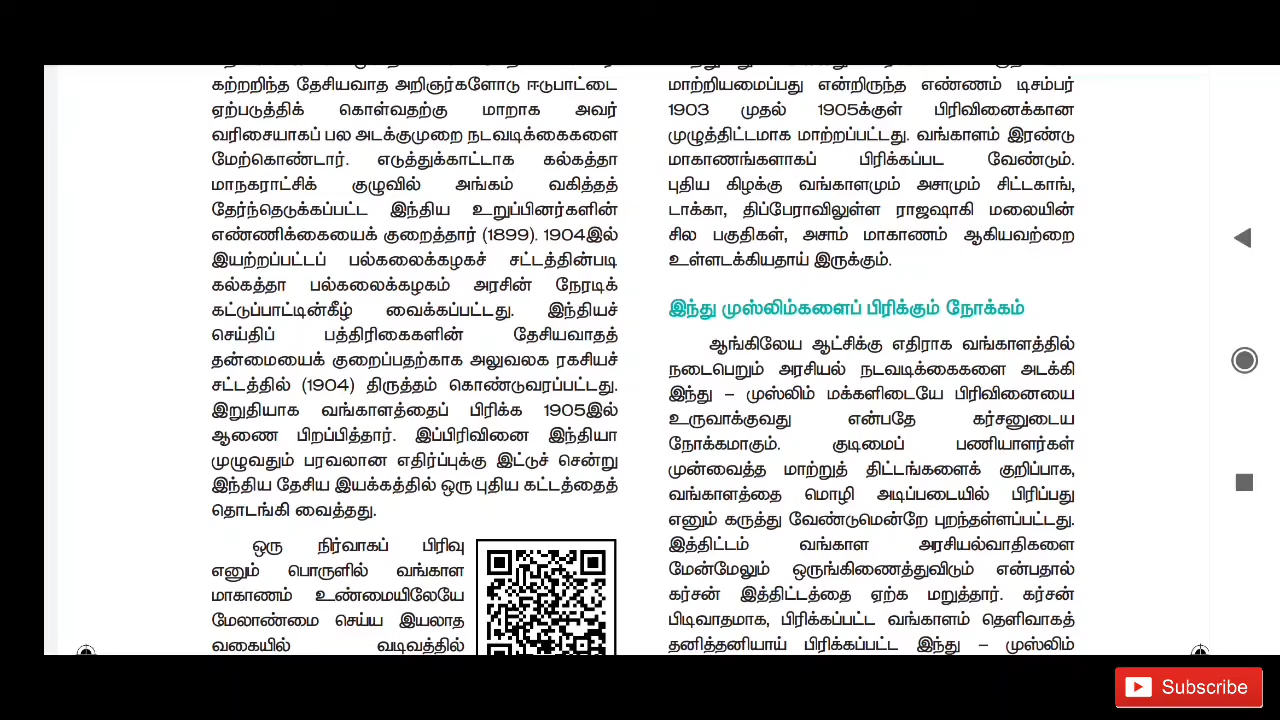 கற்றறிந்த தேசியவாத அறிஞர்களோடு ஈடுபாட்டை
ஏற்படுத்திக் கொள்வதற்கு மாறாக அவர்
வரிசையாகப் பல அடக்குமுறை நடவடிக்கைகளை
மேற்கொண்டார். எடுத்துக்காட்டாக கல்கத்தா
மாநகராட்சிக் குழுவில் அங்கம் வகித்தத்
தேர்ந்தெடுக்கப்பட்ட இந்திய உறுப்பினர்களின்
எண்ணிக்கையைக் குறைத்தார் (1899). 1904இல்
இயற்றப்பட்டப் பல்கலைக்கழகச் சட்டத்தின்படி
கல்கத்தா பல்கலைக்கழகம் அரசின் நேரடிக்
கட்டுப்பாட்டின்கீழ் வைக்கப்பட்டது. இந்தியச்
செய்திப் பத்திரிகைகளின் தேசியவாதத்
தன்மையைக் குறைப்பதற்காக அலுவலக ரகசியச்
சட்டத்தில் (1904) திருத்தம் கொண்டுவரப்பட்டது.
இறுதியாக வங்காளத்தைப் பிரிக்க 1905இல்
ஆணை பிறப்பித்தார். இப்பிரிவினை இந்தியா
முழுவதும் பரவலான எதிர்ப்புக்கு இட்டுச் சென்று
இந்திய தேசிய இயக்கத்தில் ஒரு புதிய கட்டத்தைத்
தொடங்கி வைத்தது.
ஒரு நிர்வாகப் பிரிவு
எனும் பொருளில் வங்காள
மாகாணம் உண்மையிலேயே
மேலாண்மை செய்ய இயலாத
வகையில் வடிவத்தில்
மாற்றியமைப்பது என்றிருந்த எண்ணம் டிசம்பர்
1903 முதல் 1905க்குள் பிரிவினைக்கான
முழுத்திட்டமாக மாற்றப்பட்டது. வங்காளம் இரண்டு
மாகாணங்களாகப் பிரிக்கப்பட வேண்டும்.
புதிய கிழக்கு வங்காளமும் அசாமும் சிட்டகாங்,
டாக்கா, திப்பேராவிலுள்ள ராஜஷாகி மலையின்
சில பகுதிகள், அசாம் மாகாணம் ஆகியவற்றை
உள்ளடக்கியதாய் இருக்கும்.
இந்து முஸ்லிம்களைப் பிரிக்கும் நோக்கம்
ஆங்கிலேய ஆட்சிக்கு எதிராக வங்காளத்தில்
நடைபெறும் அரசியல் நடவடிக்கைகளை அடக்கி
இந்து – முஸ்லிம் மக்களிடையே பிரிவினையை
உருவாக்குவது என்பதே கர்சனுடைய
நோக்கமாகும். குடிமைப் பணியாளர்கள்
முன்வைத்த மாற்றுத் திட்டங்களைக் குறிப்பாக,
வங்காளத்தை மொழி அடிப்படையில் பிரிப்பது
எனும் கருத்து வேண்டுமென்றே புறந்தள்ளப்பட்டது.
இத்திட்டம் வங்காள அரசியல்வாதிகளை
மேன்மேலும் ஒருங்கிணைத்துவிடும் என்பதால்
கர்சன் இத்திட்டத்தை ஏற்க மறுத்தார். கர்சன்
பிடிவாதமாக, பிரிக்கப்பட்ட வங்காளம் தெளிவாகத்
தனித்தனியாய் பிரிக்கப்பட்ட இந்து – முஸ்லிம்
Subscribe